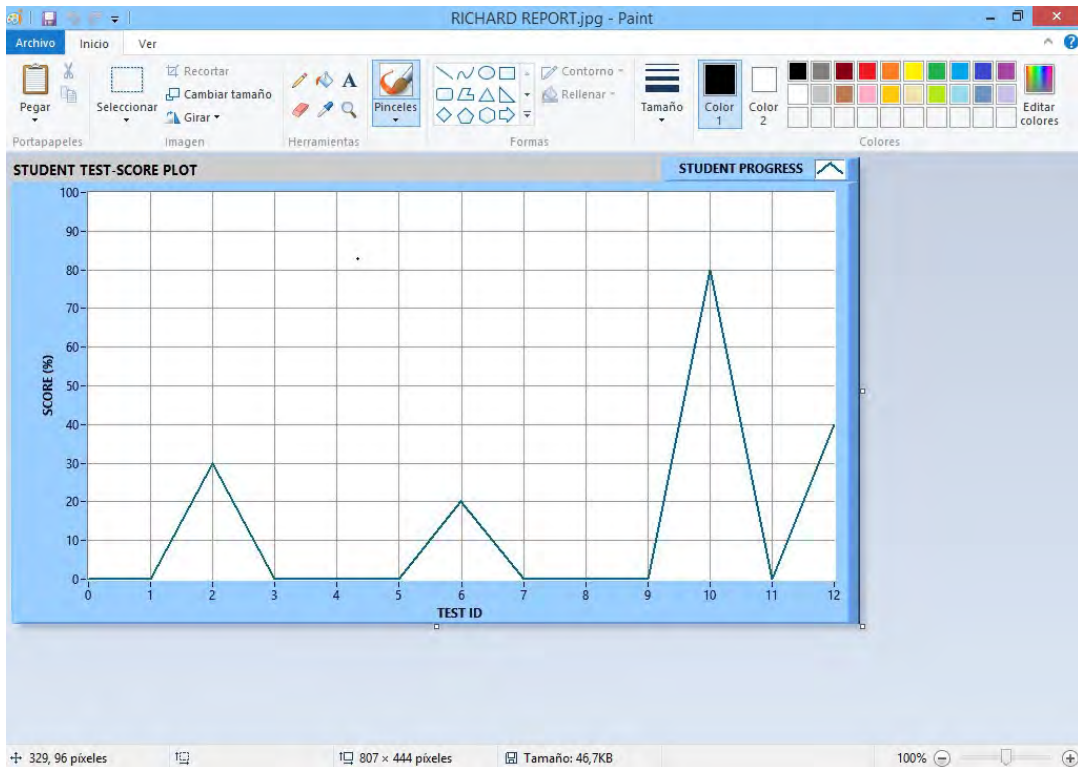 RICHARD REPORT.jpg - Paint
Archivo Inicio Ver
Pegar
Seleccionar
Recortar
Cambiar tamaño
Girar
A
Pinceles
Contorno
Rellenar
Tamaño
Color 1
Color 2
Editar colores
Portapapeles Imagen Herramientas Formas Colores
STUDENT TEST-SCORE PLOT STUDENT PROGRESS
100
90
80
70
60
50
40
30
20
10
0
SCORE (%)
0 1 2 3 4 5 6 7 8 9 10 11 12
TEST ID
329, 96 píxeles 807 × 444 píxeles Tamaño: 46,7KB 100%